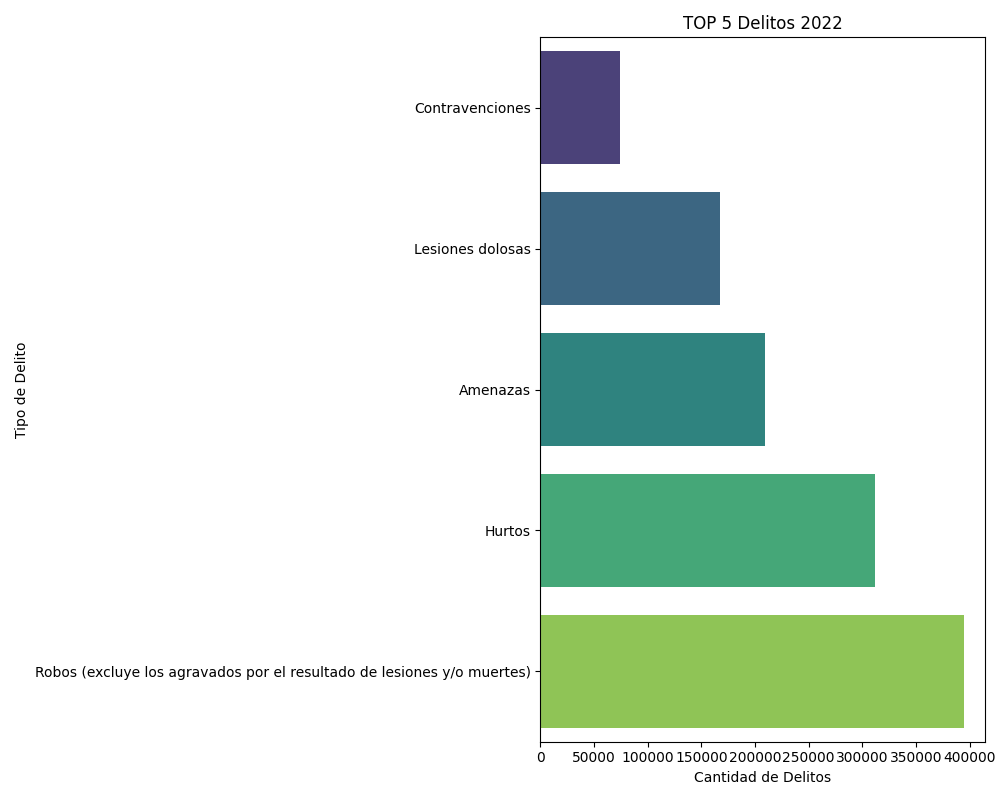 TOP 5 Delitos 2022
Tipo de Delito
Contravenciones
Lesiones dolosas
Amenazas
Hurtos
Robos (excluye los agravados por el resultado de lesiones y/o muertes)
0 50000 100000 150000 200000 250000 300000 350000 400000
Cantidad de Delitos